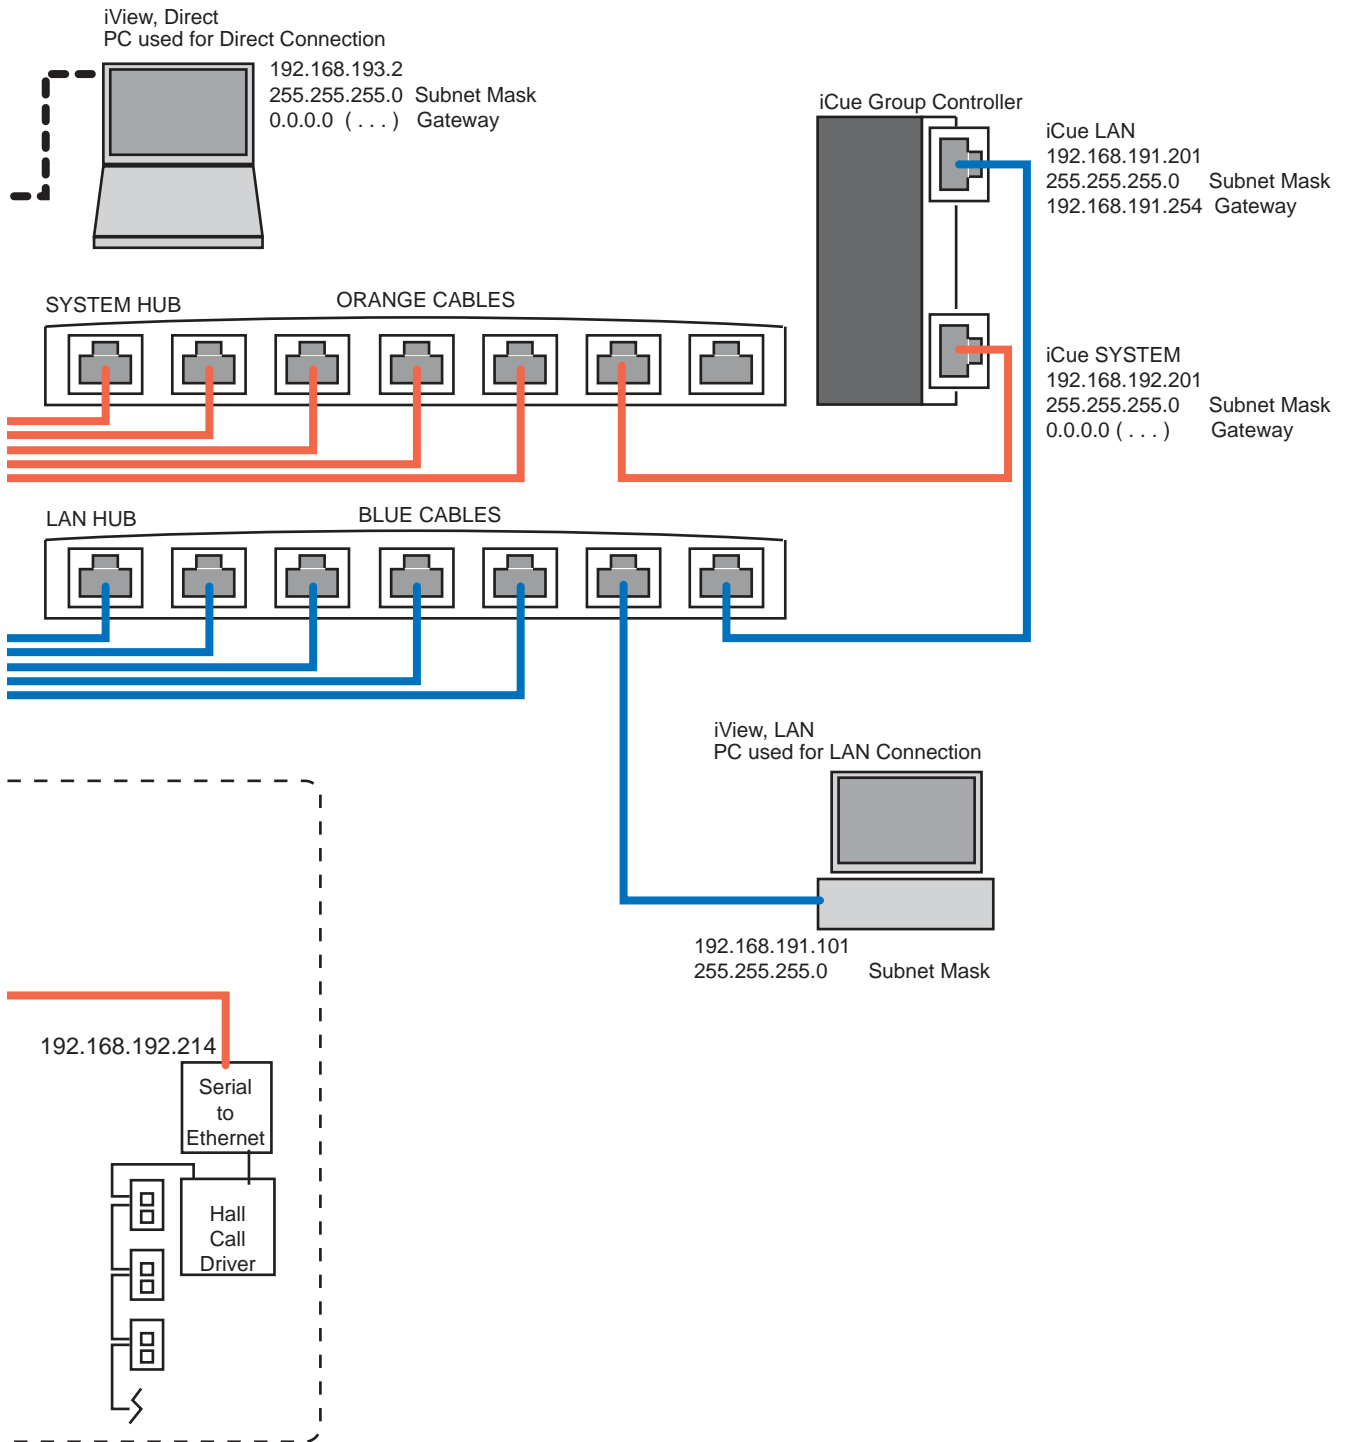 iView, Direct
PC used for Direct Connection
192.168.193.2
255.255.255.0 Subnet Mask
0.0.0.0 ( . . . ) Gateway
iCue Group Controller
iCue LAN
192.168.191.201
255.255.255.0 Subnet Mask
192.168.191.254 Gateway
SYSTEM HUB
ORANGE CABLES
iCue SYSTEM
192.168.192.201
255.255.255.0 Subnet Mask
0.0.0.0 ( . . . ) Gateway
LAN HUB
BLUE CABLES
iView, LAN
PC used for LAN Connection
192.168.191.101
255.255.255.0 Subnet Mask
192.168.192.214
Serial
to
Ethernet
Hall
Call
Driver